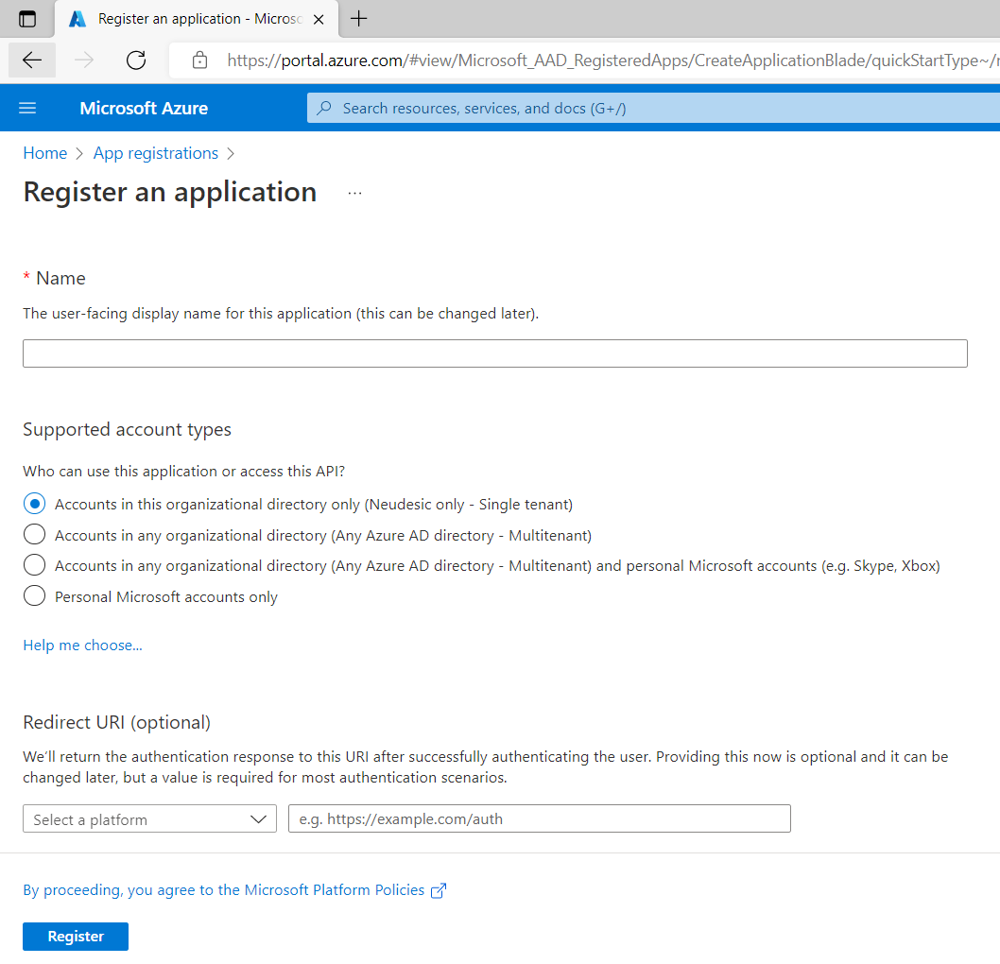 Register an application - Micros
https://portal.azure.com/#view/Microsoft_AAD_RegisteredApps/CreateApplicationBlade/quickStartType~/
Microsoft Azure
Search resources, services, and docs (G+/)
Home > App registrations >
Register an application ...
* Name
The user-facing display name for this application (this can be changed later).
Supported account types
Who can use this application or access this API?
Accounts in this organizational directory only (Neudesic only - Single tenant)
Accounts in any organizational directory (Any Azure AD directory - Multitenant)
Accounts in any organizational directory (Any Azure AD directory - Multitenant) and personal Microsoft accounts (e.g. Skype, Xbox)
Personal Microsoft accounts only
Help me choose...
Redirect URI (optional)
We'll return the authentication response to this URI after successfully authenticating the user. Providing this now is optional and it can be
changed later, but a value is required for most authentication scenarios.
Select a platform
e.g. https://example.com/auth
By proceeding, you agree to the Microsoft Platform Policies
Register